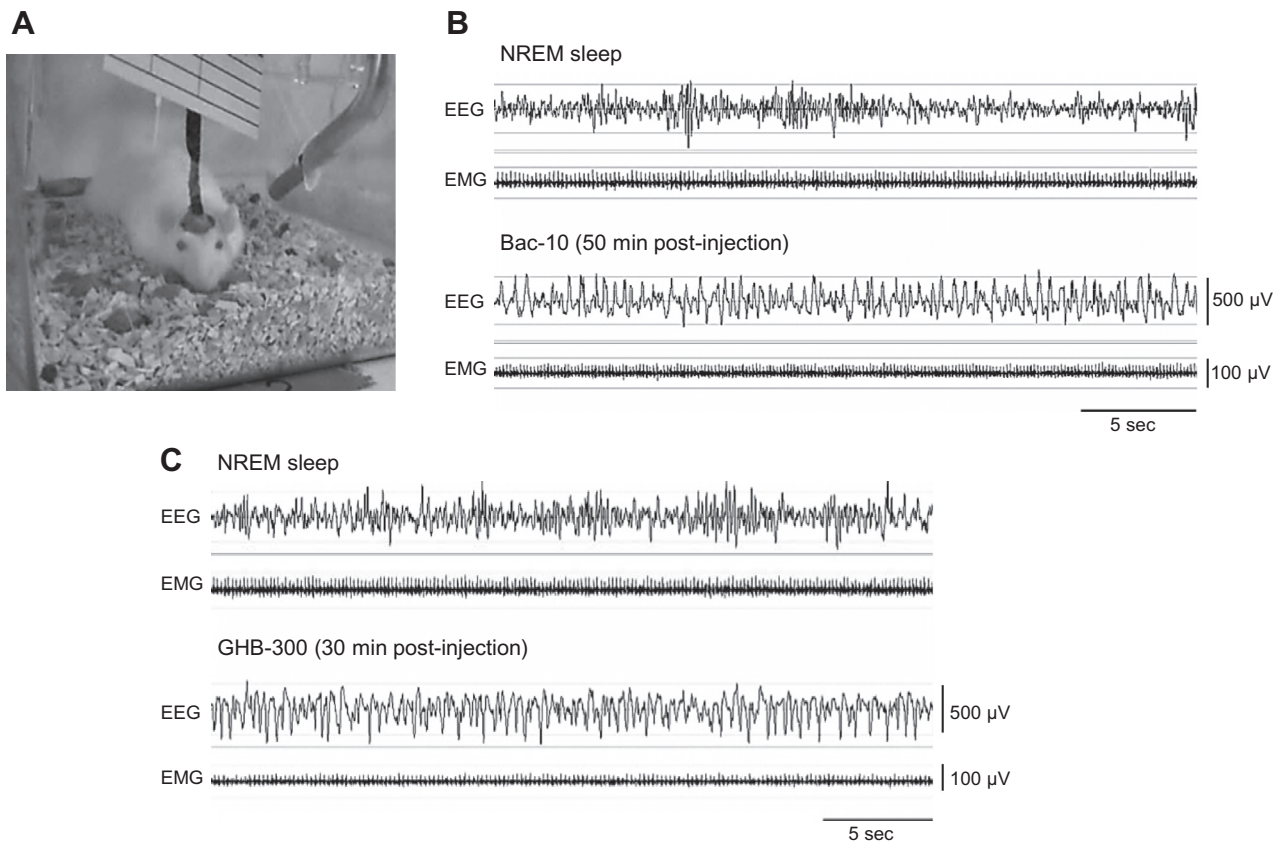 A
B
NREM sleep
EEG
EMG
Bac-10 (50 min post-injection)
EEG
500 µV
EMG
100 µV
5 sec
C
NREM sleep
EEG
EMG
GHB-300 (30 min post-injection)
EEG
500 µV
EMG
100 µV
5 sec